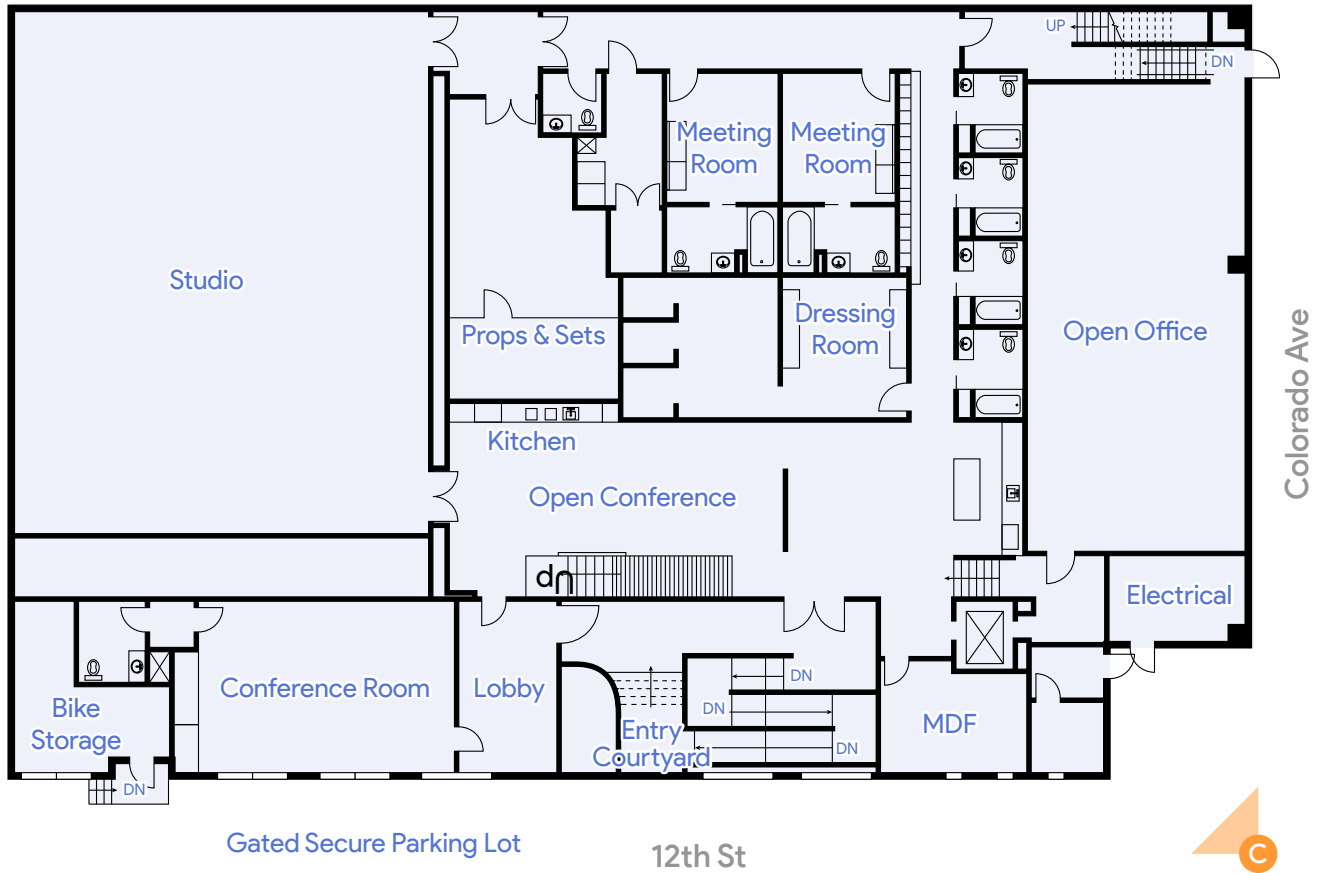 UP
DN
Meeting
Room
Meeting
Room
Studio
Props & Sets
Dressing
Room
Open Office
Colorado Ave
Kitchen
Open Conference
dn
Electrical
Conference Room
Lobby
DN
DN
Bike
Storage
Entry
Courtyard
MDF
DN
DN
Gated Secure Parking Lot
12th St
C